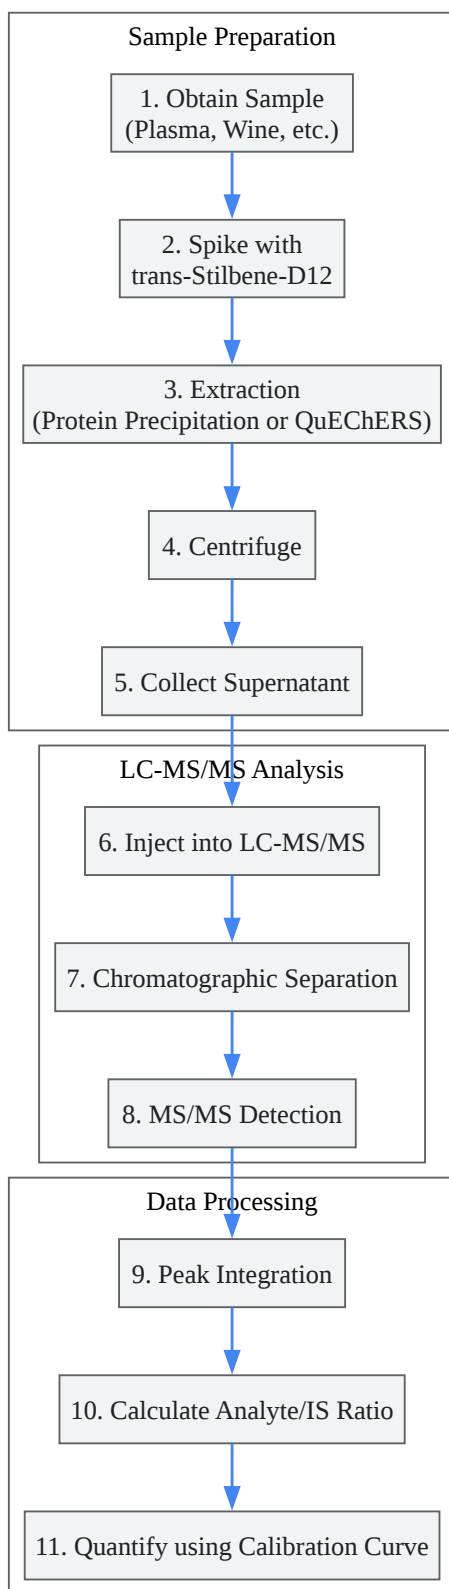 Sample Preparation
1. Obtain Sample
(Plasma, Wine, etc.)
2. Spike with
trans-Stilbene-D12
3. Extraction
(Protein Precipitation or QuEChERS)
4. Centrifuge
5. Collect Supernatant
LC-MS/MS Analysis
6. Inject into LC-MS/MS
7. Chromatographic Separation
8. MS/MS Detection
Data Processing
9. Peak Integration
10. Calculate Analyte/IS Ratio
11. Quantify using Calibration Curve